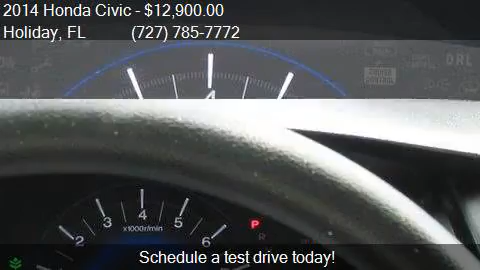 2014 Honda Civic - $12,900.00
Holiday, FL (727) 785-7772
DRL
CRUISE
CONTROL
4
3 4 5
x1000r/min
2 6
P
R
Schedule a test drive today!